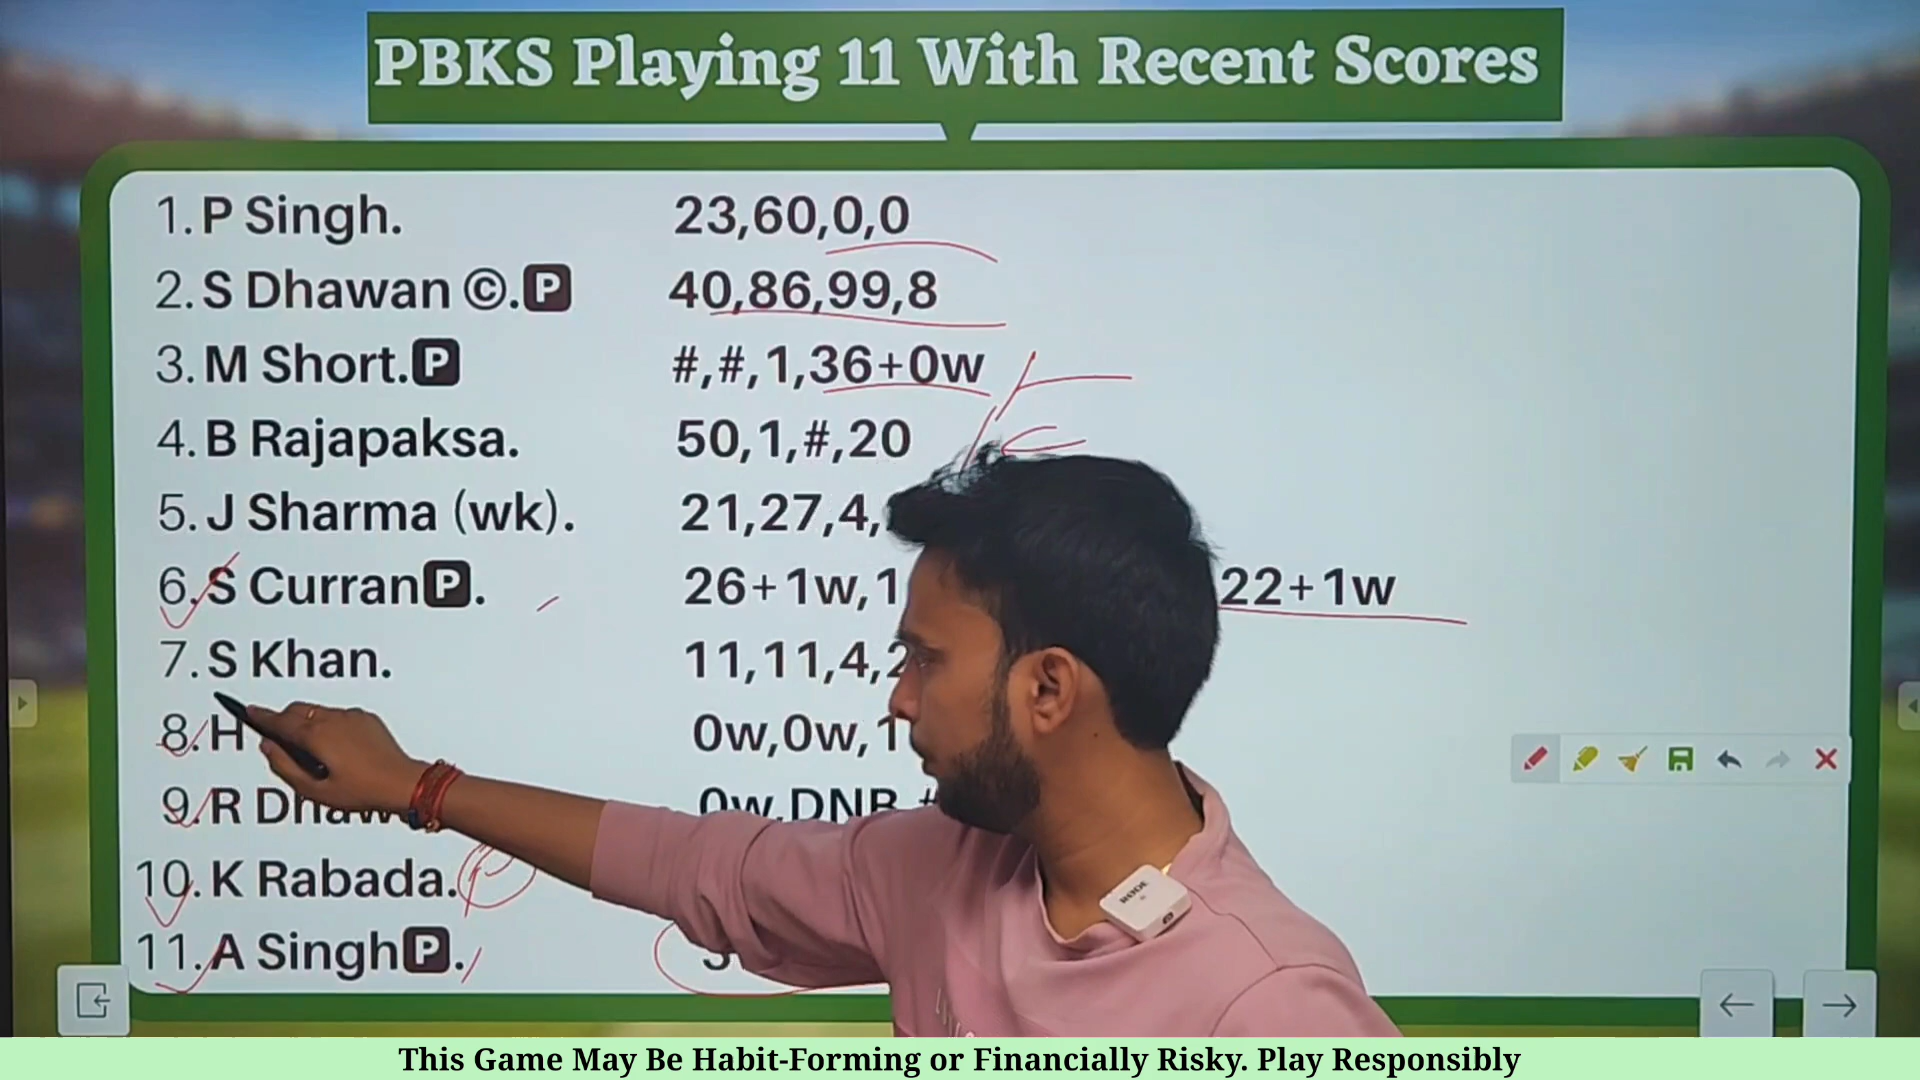 PBKS Playing 11 With Recent Scores
1. P Singh. 23,60,0,0
2. S Dhawan ©.🅿 40,86,99,8
3. M Short.🅿 #,#,1,36+0w
4. B Rajapaksa. 50,1,#,20
5. J Sharma (wk). 21,27,4,
6. S Curran🅿. 26+1w,1 22+1w
7. S Khan. 11,11,4,2
8. H 0w,0w,1
9. R 0w,DNB,#
10. K Rabada. P
11. A Singh🅿.
RODE
This Game May Be Habit-Forming or Financially Risky. Play Responsibly